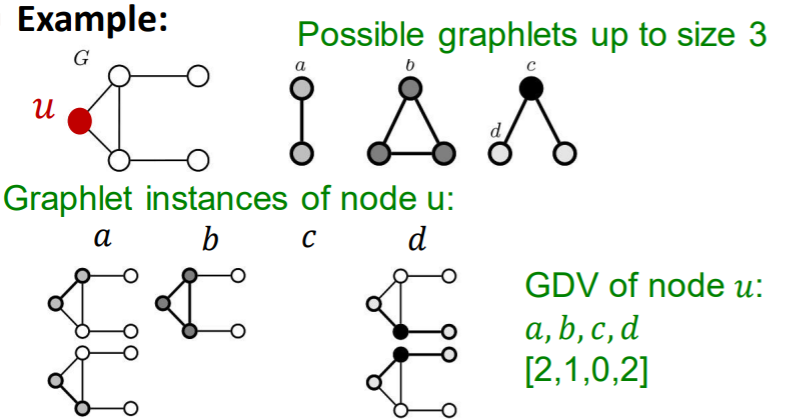 Example:
Possible graphlets up to size 3
G
a
b
c
u
d
Graphlet instances of node u:
a b c d
GDV of node u:
a, b, c, d
[2,1,0,2]